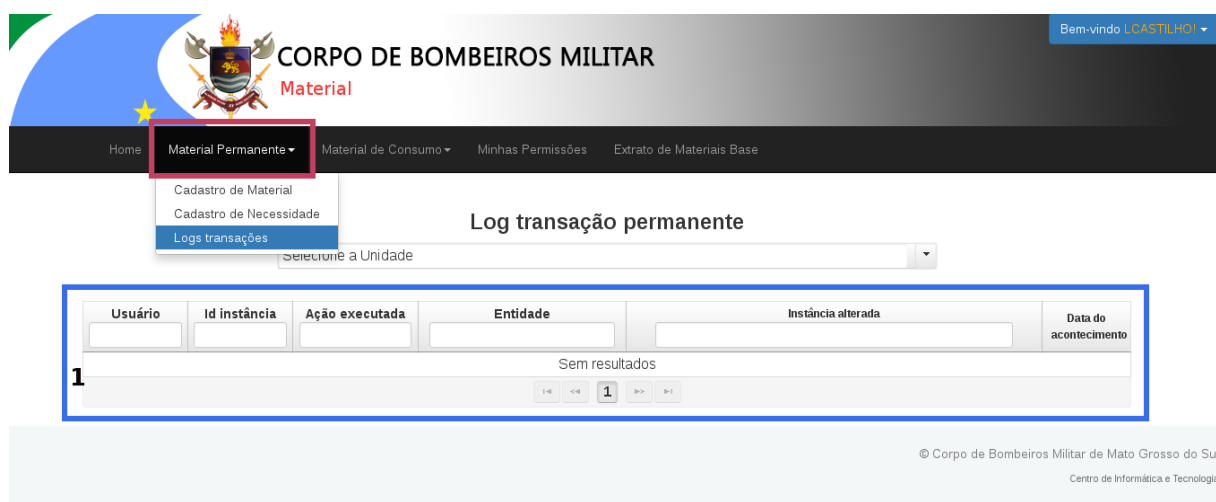 Bem-vindo LCASTILHO!
CORPO DE BOMBEIROS MILITAR
Material
Home Material Permanente Material de Consumo Minhas Permissões Extrato de Materiais Base
Cadastro de Material
Cadastro de Necessidade
Logs transações
Log transação permanente
Selecione a Unidade
Usuário Id instância Ação executada Entidade Instância alterada Data do
acontecimento
Sem resultados
1
1
© Corpo de Bombeiros Militar de Mato Grosso do Su
Centro de Informática e Tecnologia